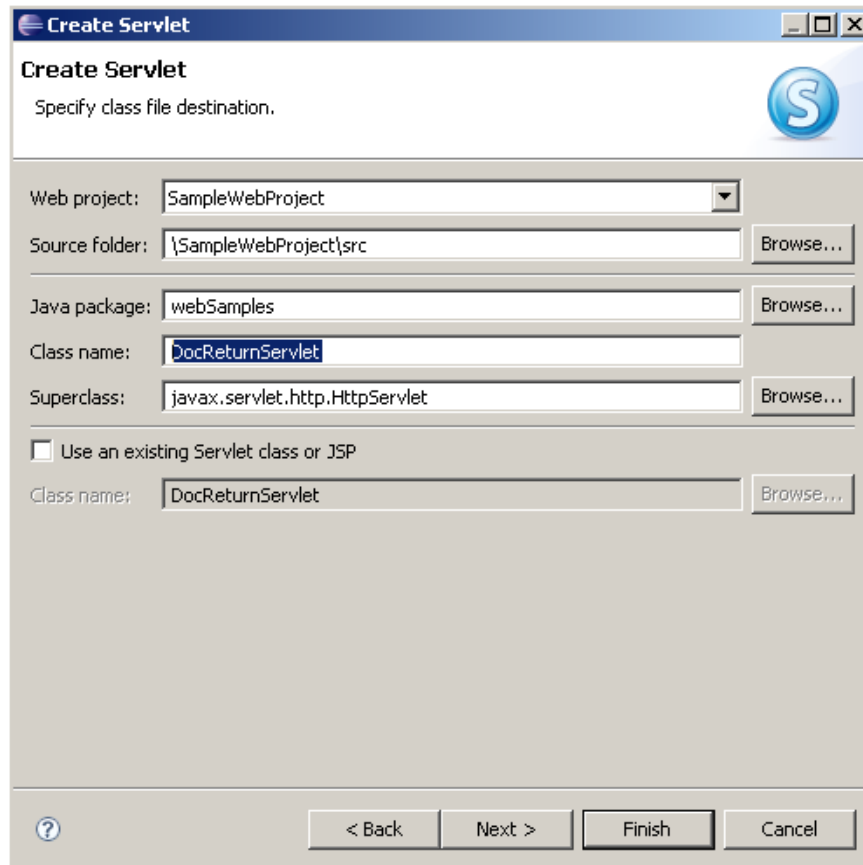 Create Servlet
Create Servlet
Specify class file destination.
S
Web project: SampleWebProject
Source folder: \SampleWebProject\src Browse...
Java package: webSamples Browse...
Class name: DocReturnServlet
Superclass: javax.servlet.http.HttpServlet Browse...
Use an existing Servlet class or JSP
Class name: DocReturnServlet Browse...
? < Back Next > Finish Cancel